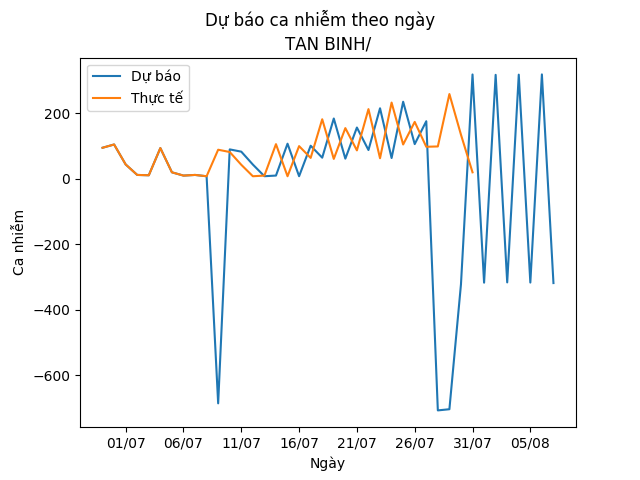 Dự báo ca nhiễm theo ngày
TAN BINH/
Dự báo
Thực tế
200
0
−200
−400
−600
Ca nhiễm
01/07 06/07 11/07 16/07 21/07 26/07 31/07 05/08
Ngày